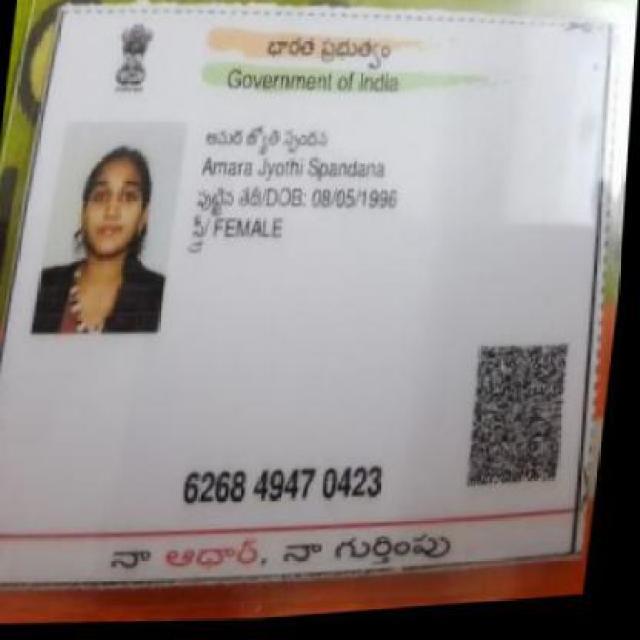 భారత ప్రభుత్వం
Government of India
అమర జ్యోతి స్పందన
Amara Jyothi Spandana
పుట్టిన తేదీ/DOB: 08/05/1996
స్త్రీ/ FEMALE
6268 4947 0423
నా ఆధార్, నా గుర్తింపు